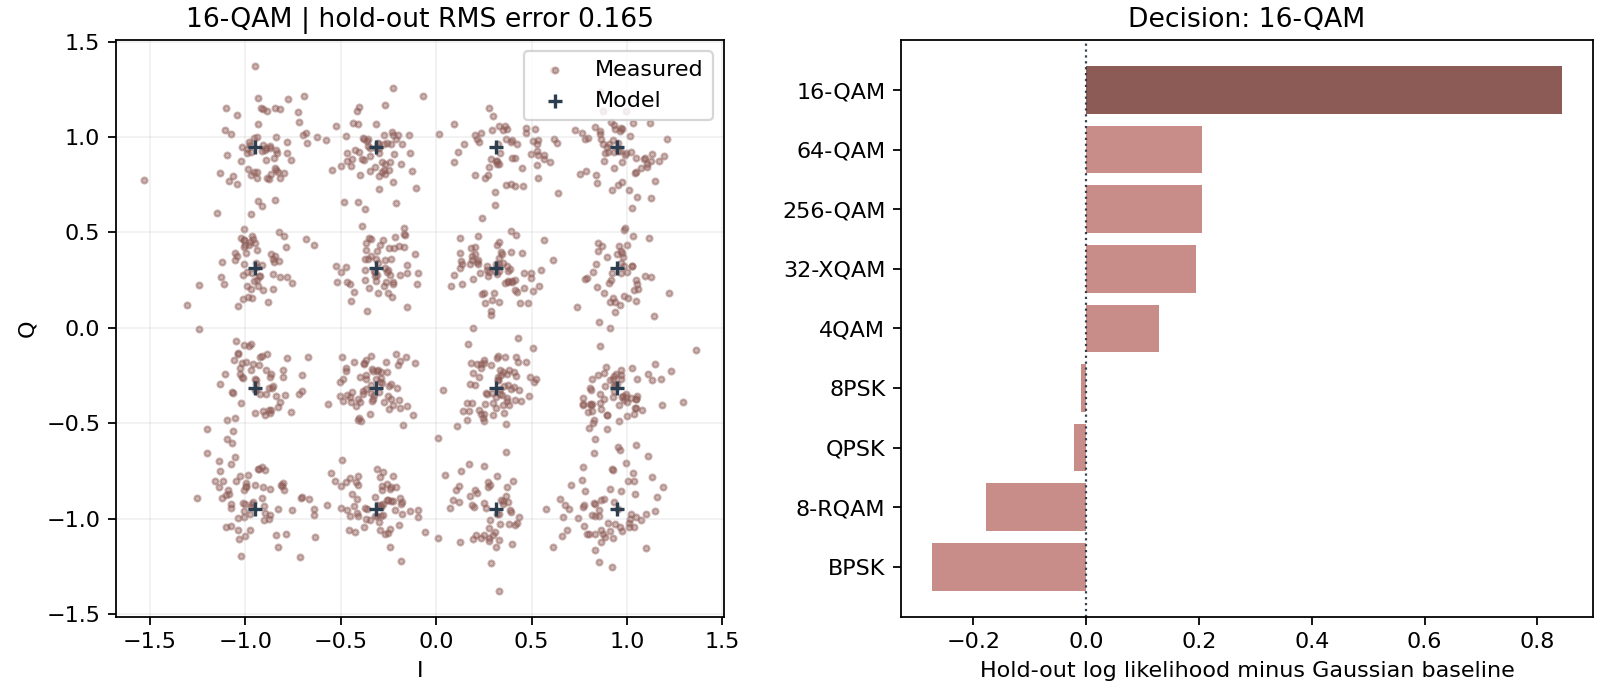 16-QAM | hold-out RMS error 0.165
Measured
Model
1.5
1.0
0.5
0.0
−0.5
−1.0
−1.5
Q
−1.5
−1.0
−0.5
0.0
0.5
1.0
1.5
I
Decision: 16-QAM
16-QAM
64-QAM
256-QAM
32-XQAM
4QAM
8PSK
QPSK
8-RQAM
BPSK
−0.2
0.0
0.2
0.4
0.6
0.8
Hold-out log likelihood minus Gaussian baseline